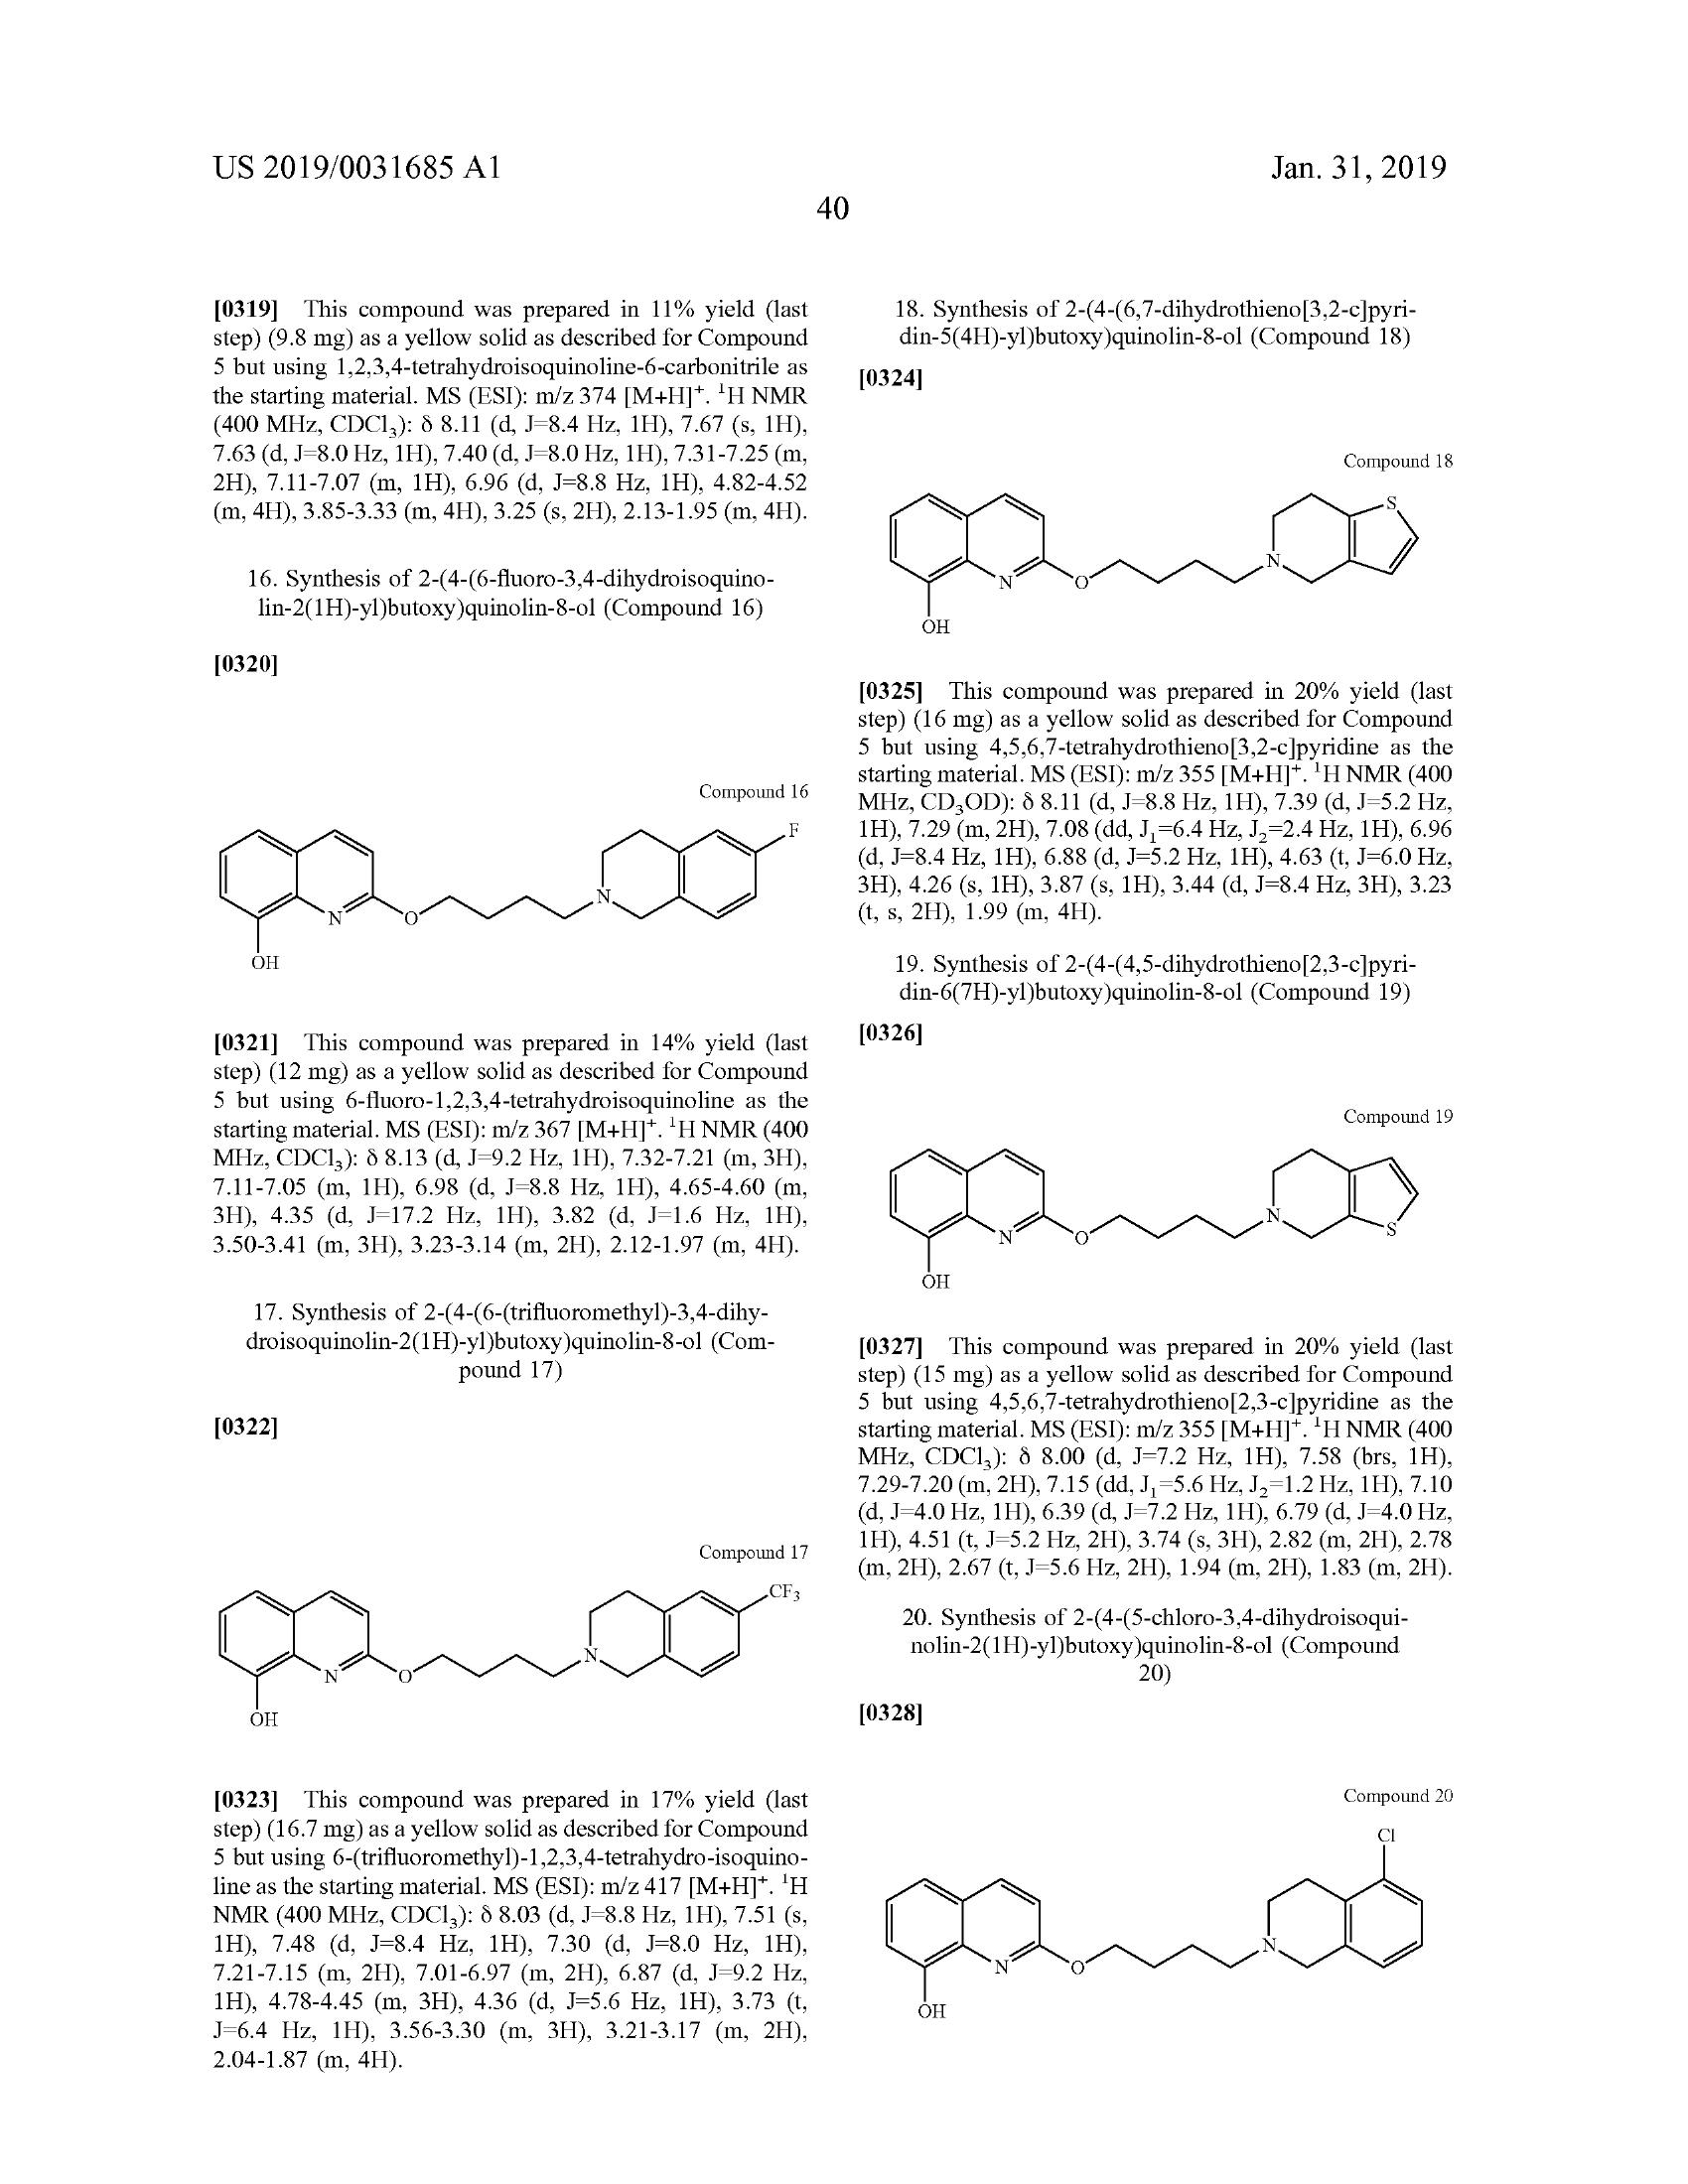 US 2019/0031685 A1
Jan. 31, 2019
40
[0319] This compound was prepared in 11% yield (last
step) (9.8 mg) as a yellow solid as described for Compound
5 but using 1,2,3,4-tetrahydroisoquinoline-6-carbonitrile as
the starting material. MS (ESI): m/z 374 [M+H]⁺. ¹H NMR
(400 MHz, CDCl₃): δ 8.11 (d, J=8.4 Hz, 1H), 7.67 (s, 1H),
7.63 (d, J=8.0 Hz, 1H), 7.40 (d, J=8.0 Hz, 1H), 7.31-7.25 (m,
2H), 7.11-7.07 (m, 1H), 6.96 (d, J=8.8 Hz, 1H), 4.82-4.52
(m, 4H), 3.85-3.33 (m, 4H), 3.25 (s, 2H), 2.13-1.95 (m, 4H).
16. Synthesis of 2-(4-(6-fluoro-3,4-dihydroisoquino-
lin-2(1H)-yl)butoxy)quinolin-8-ol (Compound 16)
[0320]
Compound 16
F
N
N
O
OH
[0321] This compound was prepared in 14% yield (last
step) (12 mg) as a yellow solid as described for Compound
5 but using 6-fluoro-1,2,3,4-tetrahydroisoquinoline as the
starting material. MS (ESI): m/z 367 [M+H]⁺. ¹H NMR (400
MHz, CDCl₃): δ 8.13 (d, J=9.2 Hz, 1H), 7.32-7.21 (m, 3H),
7.11-7.05 (m, 1H), 6.98 (d, J=8.8 Hz, 1H), 4.65-4.60 (m,
3H), 4.35 (d, J=17.2 Hz, 1H), 3.82 (d, J=1.6 Hz, 1H),
3.50-3.41 (m, 3H), 3.23-3.14 (m, 2H), 2.12-1.97 (m, 4H).
17. Synthesis of 2-(4-(6-(trifluoromethyl)-3,4-dihy-
droisoquinolin-2(1H)-yl)butoxy)quinolin-8-ol (Com-
pound 17)
[0322]
Compound 17
CF₃
N
N
O
OH
[0323] This compound was prepared in 17% yield (last
step) (16.7 mg) as a yellow solid as described for Compound
5 but using 6-(trifluoromethyl)-1,2,3,4-tetrahydro-isoquino-
line as the starting material. MS (ESI): m/z 417 [M+H]⁺. ¹H
NMR (400 MHz, CDCl₃): δ 8.03 (d, J=8.8 Hz, 1H), 7.51 (s,
1H), 7.48 (d, J=8.4 Hz, 1H), 7.30 (d, J=8.0 Hz, 1H),
7.21-7.15 (m, 2H), 7.01-6.97 (m, 2H), 6.87 (d, J=9.2 Hz,
1H), 4.78-4.45 (m, 3H), 4.36 (d, J=5.6 Hz, 1H), 3.73 (t,
J=6.4 Hz, 1H), 3.56-3.30 (m, 3H), 3.21-3.17 (m, 2H),
2.04-1.87 (m, 4H).
18. Synthesis of 2-(4-(6,7-dihydrothieno[3,2-c]pyri-
din-5(4H)-yl)butoxy)quinolin-8-ol (Compound 18)
[0324]
Compound 18
S
N
N
O
OH
[0325] This compound was prepared in 20% yield (last
step) (16 mg) as a yellow solid as described for Compound
5 but using 4,5,6,7-tetrahydrothieno[3,2-c]pyridine as the
starting material. MS (ESI): m/z 355 [M+H]⁺. ¹H NMR (400
MHz, CD₃OD): δ 8.11 (d, J=8.8 Hz, 1H), 7.39 (d, J=5.2 Hz,
1H), 7.29 (m, 2H), 7.08 (dd, J₁=6.4 Hz, J₂=2.4 Hz, 1H), 6.96
(d, J=8.4 Hz, 1H), 6.88 (d, J=5.2 Hz, 1H), 4.63 (t, J=6.0 Hz,
3H), 4.26 (s, 1H), 3.87 (s, 1H), 3.44 (d, J=8.4 Hz, 3H), 3.23
(t, s, 2H), 1.99 (m, 4H).
19. Synthesis of 2-(4-(4,5-dihydrothieno[2,3-c]pyri-
din-6(7H)-yl)butoxy)quinolin-8-ol (Compound 19)
[0326]
Compound 19
N
N
O
S
OH
[0327] This compound was prepared in 20% yield (last
step) (15 mg) as a yellow solid as described for Compound
5 but using 4,5,6,7-tetrahydrothieno[2,3-c]pyridine as the
starting material. MS (ESI): m/z 355 [M+H]⁺. ¹H NMR (400
MHz, CDCl₃): δ 8.00 (d, J=7.2 Hz, 1H), 7.58 (brs, 1H),
7.29-7.20 (m, 2H), 7.15 (dd, J₁=5.6 Hz, J₂=1.2 Hz, 1H), 7.10
(d, J=4.0 Hz, 1H), 6.39 (d, J=7.2 Hz, 1H), 6.79 (d, J=4.0 Hz,
1H), 4.51 (t, J=5.2 Hz, 2H), 3.74 (s, 3H), 2.82 (m, 2H), 2.78
(m, 2H), 2.67 (t, J=5.6 Hz, 2H), 1.94 (m, 2H), 1.83 (m, 2H).
20. Synthesis of 2-(4-(5-chloro-3,4-dihydroisoqui-
nolin-2(1H)-yl)butoxy)quinolin-8-ol (Compound
20)
[0328]
Compound 20
Cl
N
N
O
OH